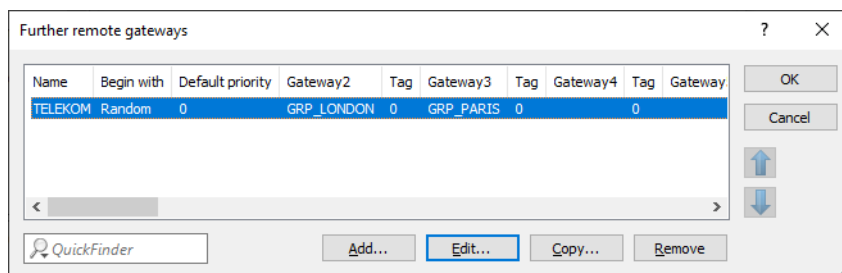 Further remote gateways ?
Name Begin with Default priority Gateway2 Tag Gateway3 Tag Gateway4 Tag Gateway
TELEKOM Random 0 GRP_LONDON 0 GRP_PARIS 0 0
OK
Cancel
QuickFinder Add... Edit... Copy... Remove